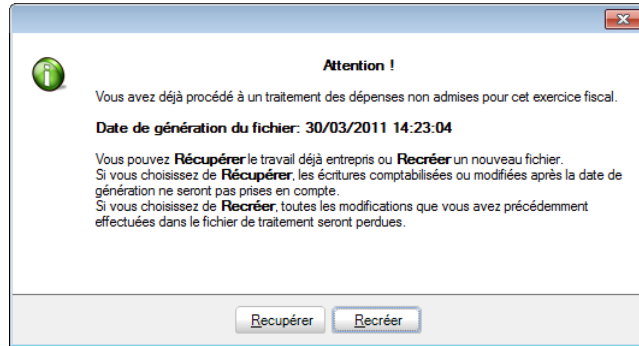 Attention !
Vous avez déjà procédé à un traitement des dépenses non admises pour cet exercice fiscal.
Date de génération du fichier: 30/03/2011 14:23:04
Vous pouvez Récupérer le travail déjà entrepris ou Recréer un nouveau fichier.
Si vous choisissez de Récupérer, les écritures comptabilisées ou modifiées après la date de
génération ne seront pas prises en compte.
Si vous choisissez de Recréer, toutes les modifications que vous avez précédemment
effectuées dans le fichier de traitement seront perdues.
Recupérer Recréer